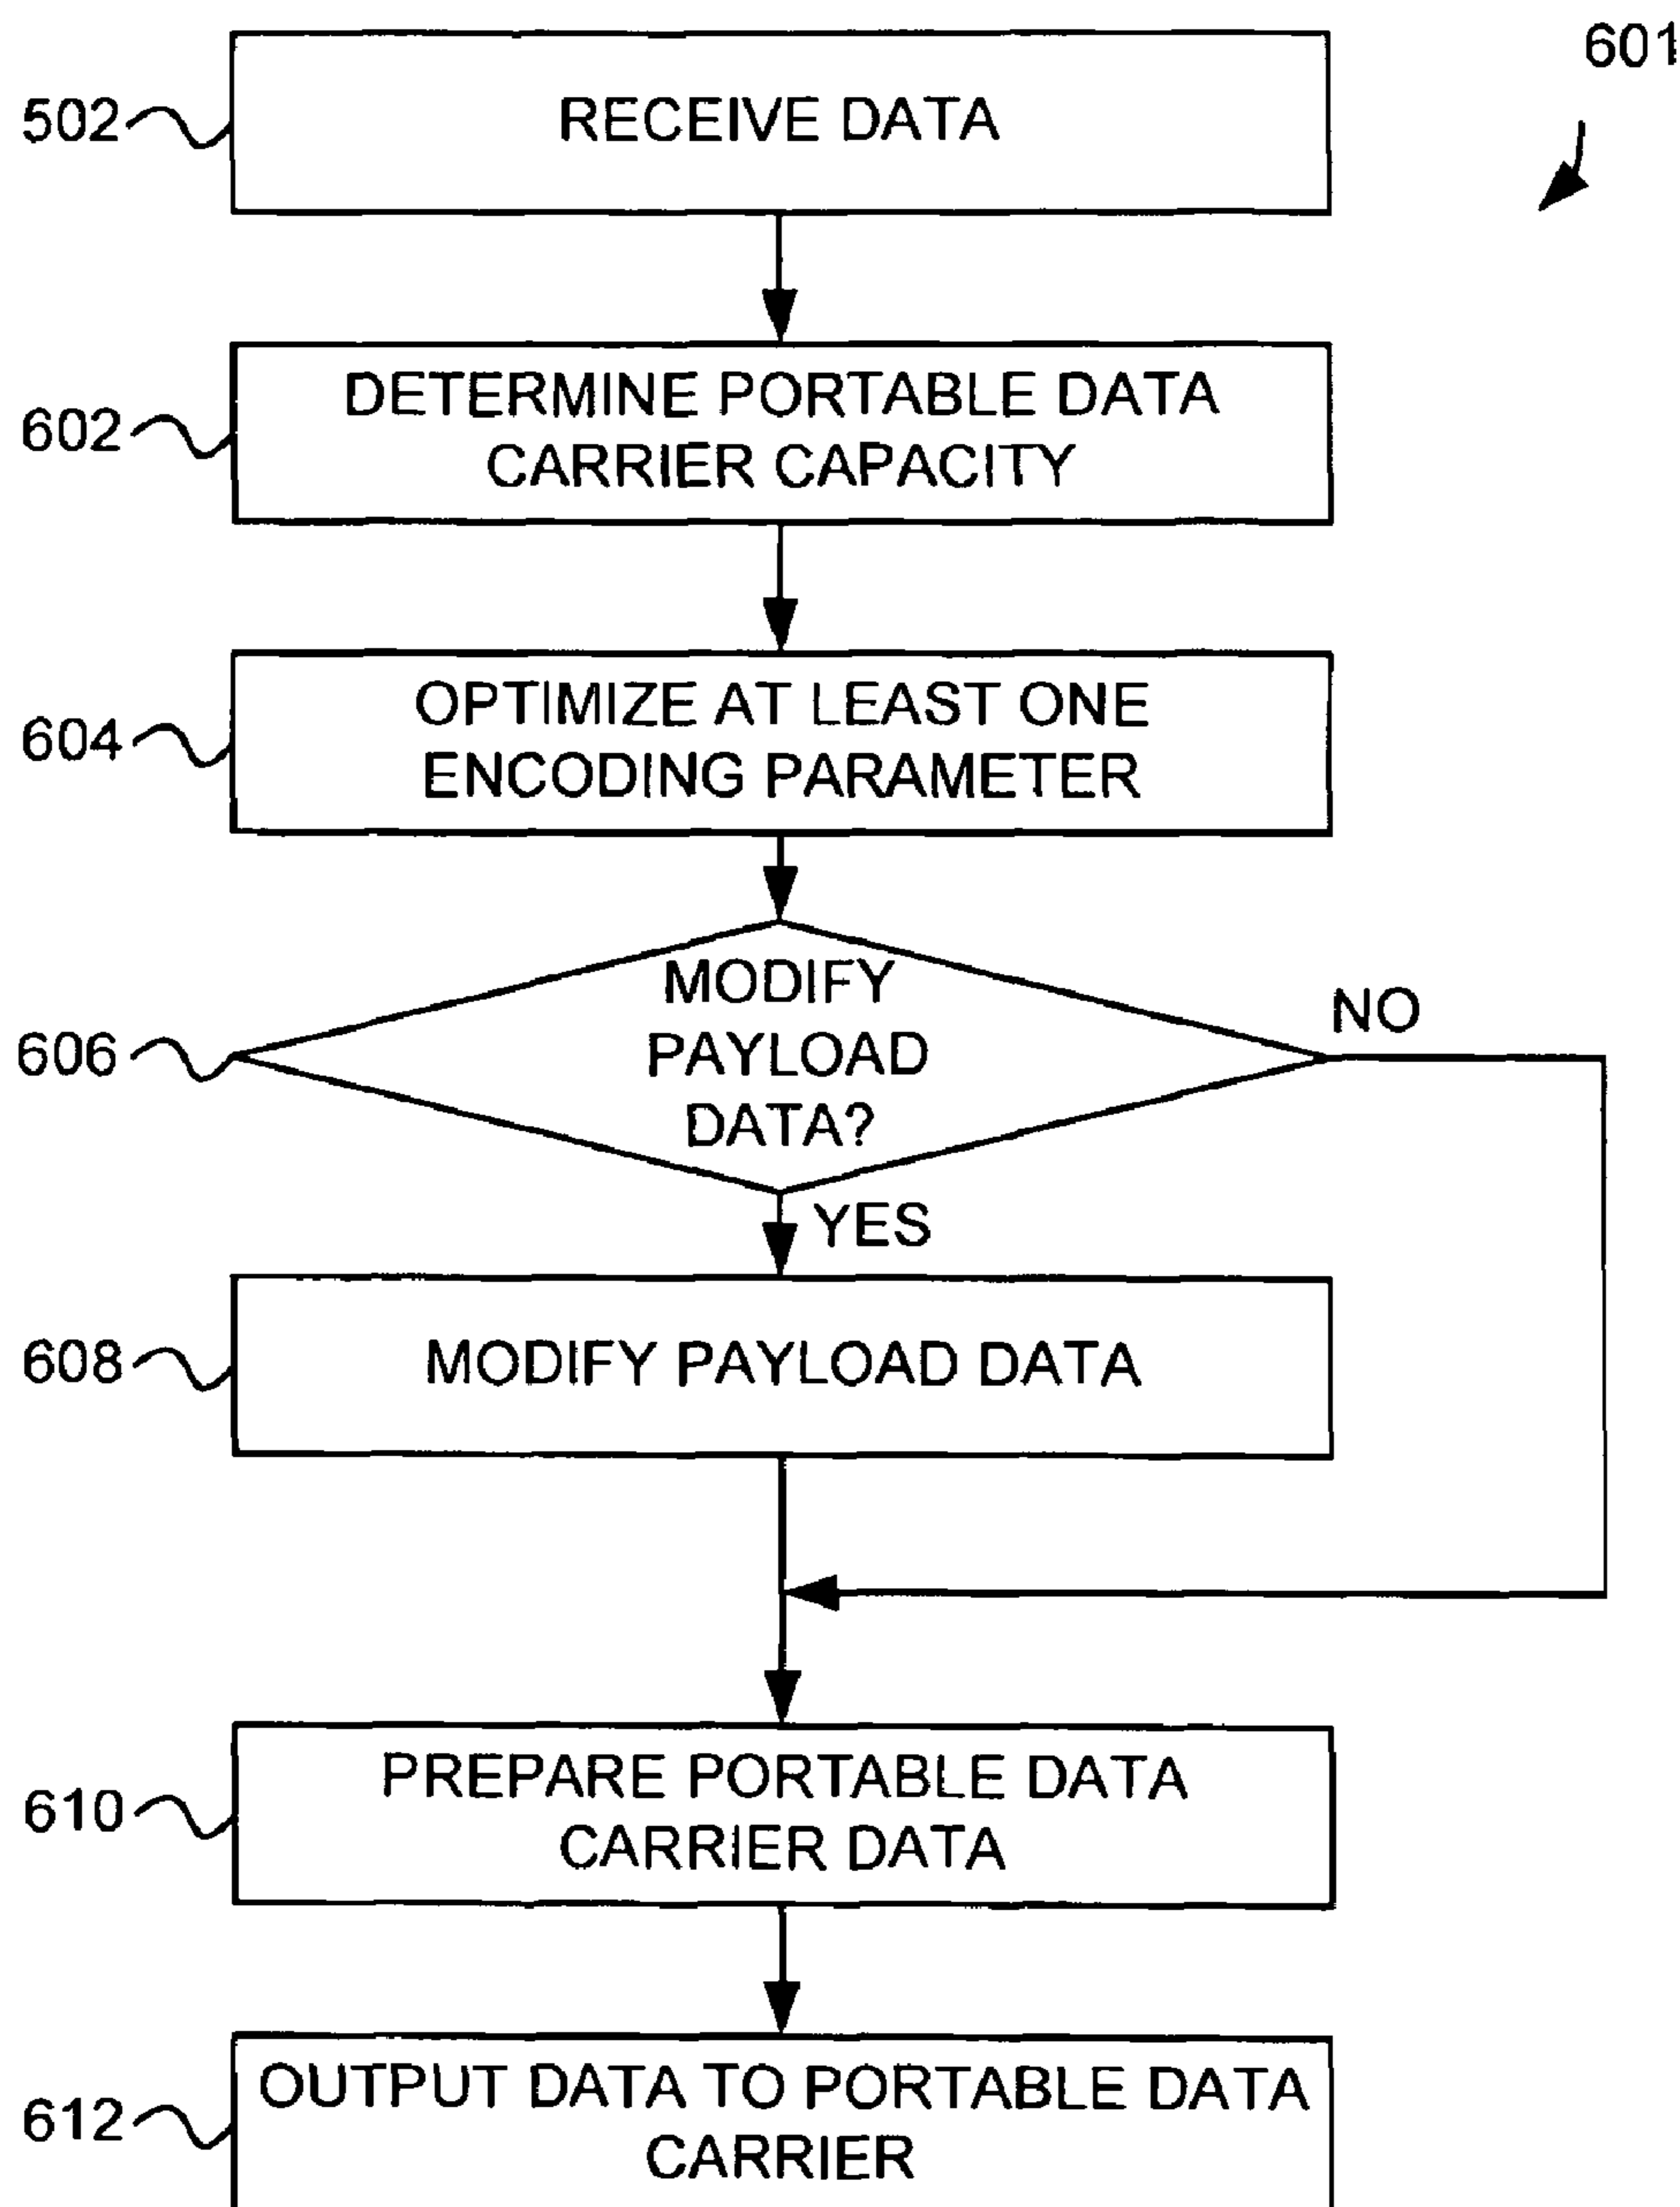 601
502
RECEIVE DATA
602
DETERMINE PORTABLE DATA
CARRIER CAPACITY
604
OPTIMIZE AT LEAST ONE
ENCODING PARAMETER
606
MODIFY
PAYLOAD
DATA?
NO
YES
608
MODIFY PAYLOAD DATA
610
PREPARE PORTABLE DATA
CARRIER DATA
612
OUTPUT DATA TO PORTABLE DATA
CARRIER